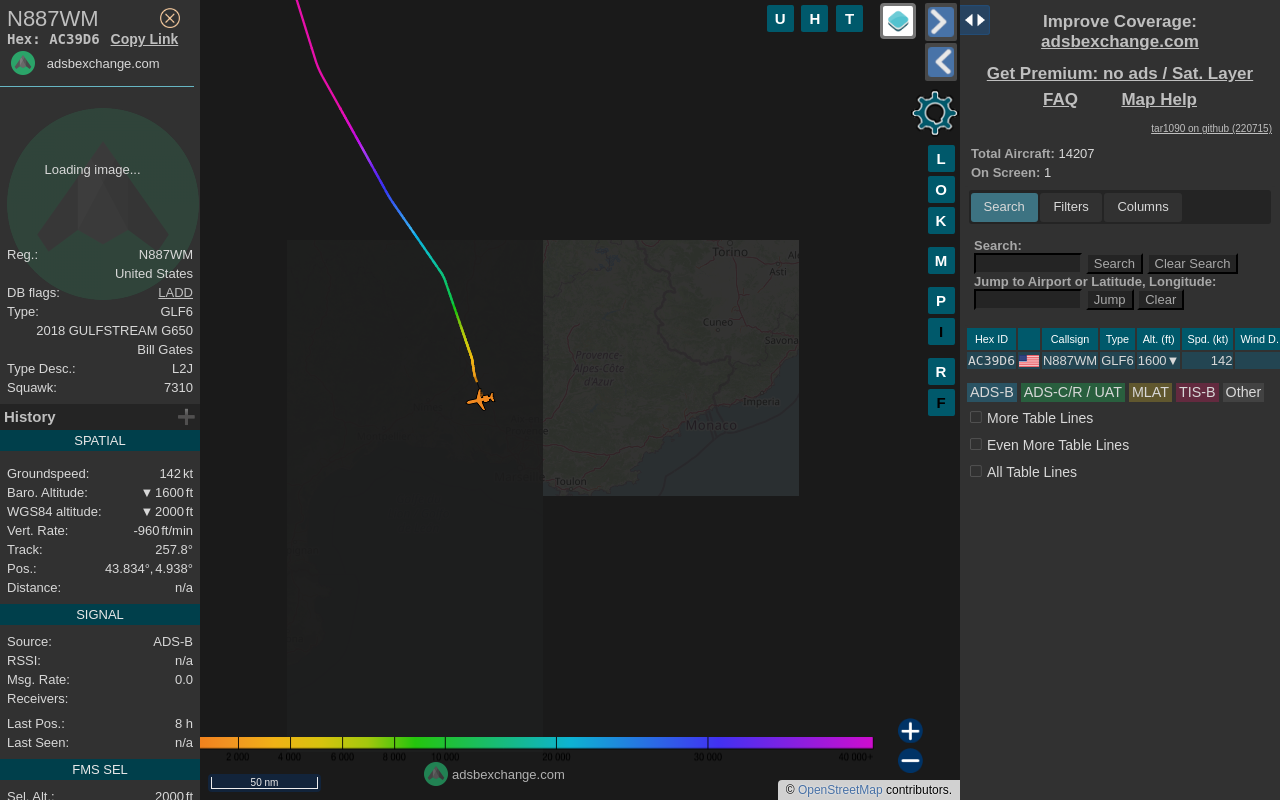 N887WM
Hex: AC39D6 Copy Link
adsbexchange.com
Loading image...
Reg.: N887WM
United States
DB flags: LADD
Type: GLF6
2018 GULFSTREAM G650
Bill Gates
Type Desc.: L2J
Squawk: 7310
History
SPATIAL
Groundspeed: 142 kt
Baro. Altitude: ▼ 1600 ft
WGS84 altitude: ▼ 2000 ft
Vert. Rate: -960 ft/min
Track: 257.8°
Pos.: 43.834°, 4.938°
Distance: n/a
SIGNAL
Source: ADS-B
RSSI: n/a
Msg. Rate: 0.0
Receivers:
Last Pos.: 8 h
Last Seen: n/a
FMS SEL
Sel. Alt.: 2000 ft
U H T
L
O
K
M
P
I
R
F
Torino
Asti
Cuneo
Savona
Provence-
Alpes-Côte
d'Azur
Imperia
Monaco
Toulon
2 000 4 000 6 000 8 000 10 000 20 000 30 000 40 000+
50 nm
adsbexchange.com
© OpenStreetMap contributors.
Improve Coverage:
adsbexchange.com
Get Premium: no ads / Sat. Layer
FAQ Map Help
tar1090 on github (220715)
Total Aircraft: 14207
On Screen: 1
Search Filters Columns
Search:
Search Clear Search
Jump to Airport or Latitude, Longitude:
Jump Clear
Hex ID Callsign Type Alt. (ft) Spd. (kt) Wind D.
AC39D6 N887WM GLF6 1600▼ 142
ADS-B ADS-C/R / UAT MLAT TIS-B Other
More Table Lines
Even More Table Lines
All Table Lines